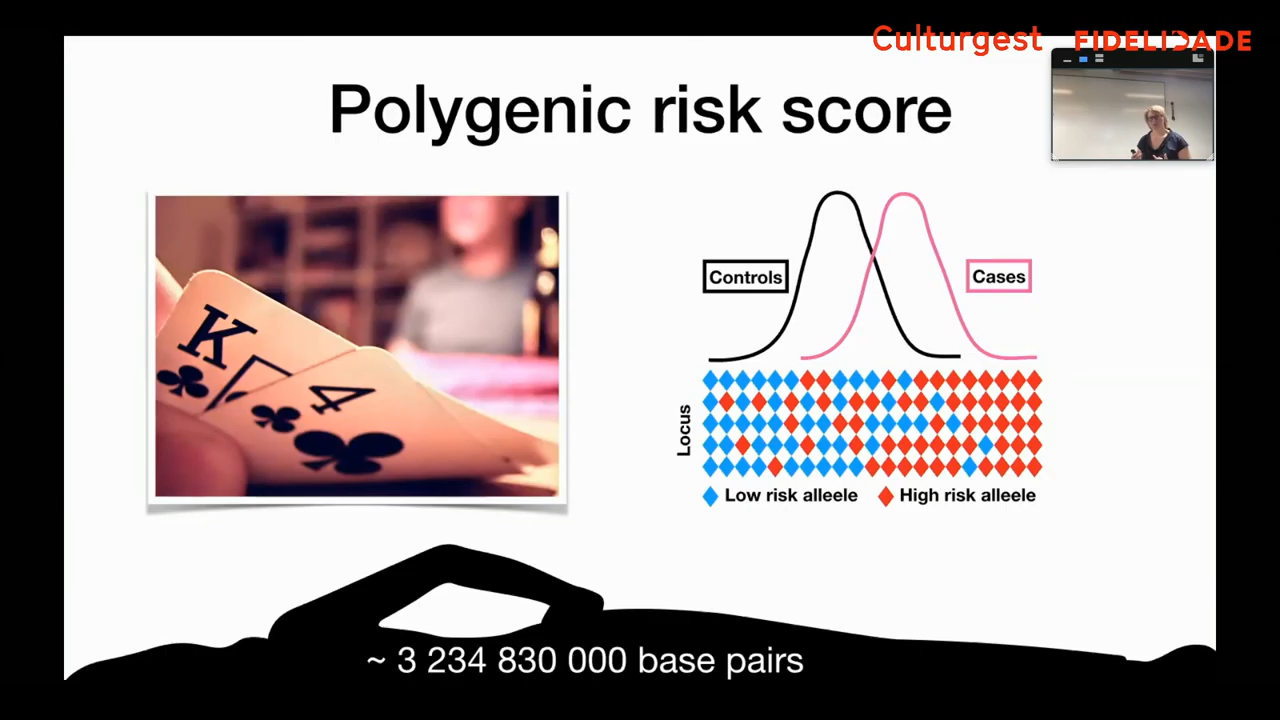 Culturgest FIDELIDADE
Polygenic risk score
K
4
Controls
Cases
Locus
Low risk alleele
High risk alleele
~ 3 234 830 000 base pairs